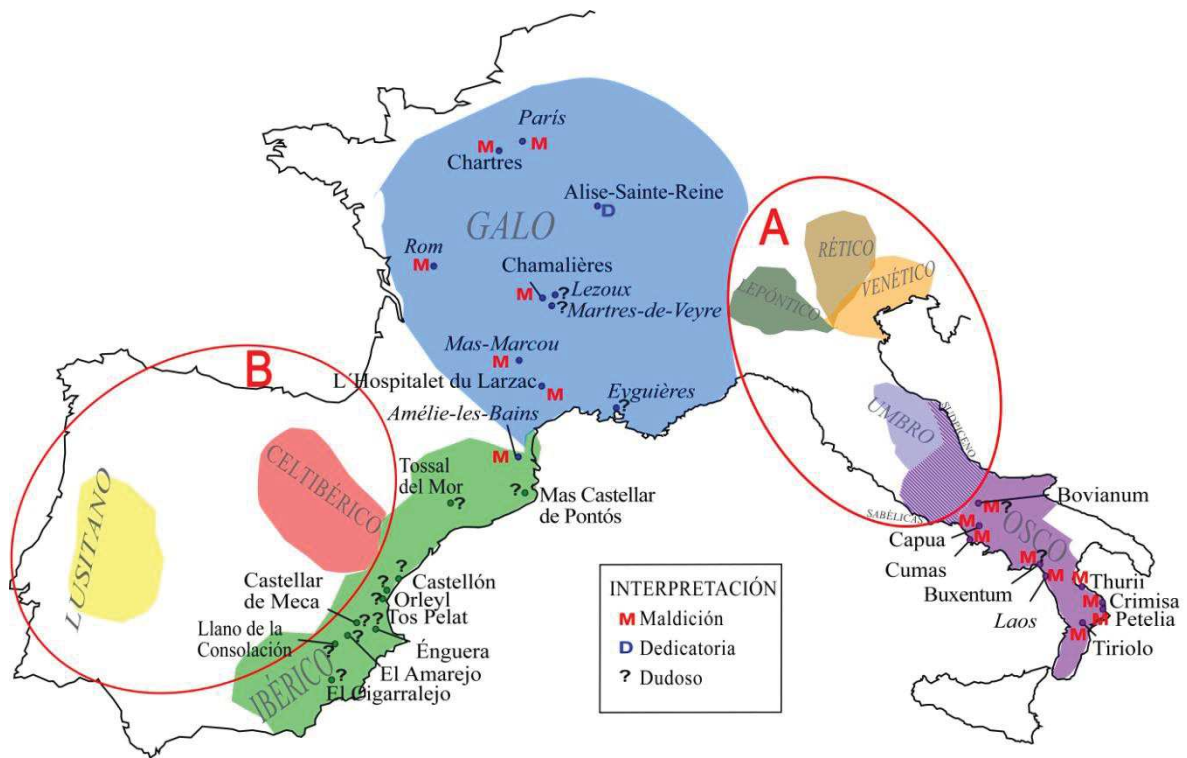 París
M
M
Chartres
Alise-Sainte-Reine
D
GALO
Rom
M
Chamalières
M
?
Lezoux
?
Martres-de-Veyre
Mas-Marcou
M
L´Hospitalet du Larzac
M
Eyguières
?
Amélie-les-Bains
M
A
RÉTICO
LEPÓNTICO
VENÉTICO
UMBRO
SUDPICENO
SABÉLICAS
OSCO
Bovianum
M
?
Capua
M
M
Cumas
M
?
Buxentum
M
Laos
M
Thurii
M
Crimisa
M
Petelia
M
Tiriolo
B
LUSITANO
CELTIBÉRICO
IBÉRICO
Tossal
del Mor
?
?
Mas Castellar
de Pontós
?
Castellón
?
Orleyl
?
Tos Pelat
Castellar
de Meca
?
?
Énguera
?
El Amarejo
Llano de la
Consolación
?
?
El Cigarralejo
INTERPRETACIÓN
M Maldición
D Dedicatoria
? Dudoso